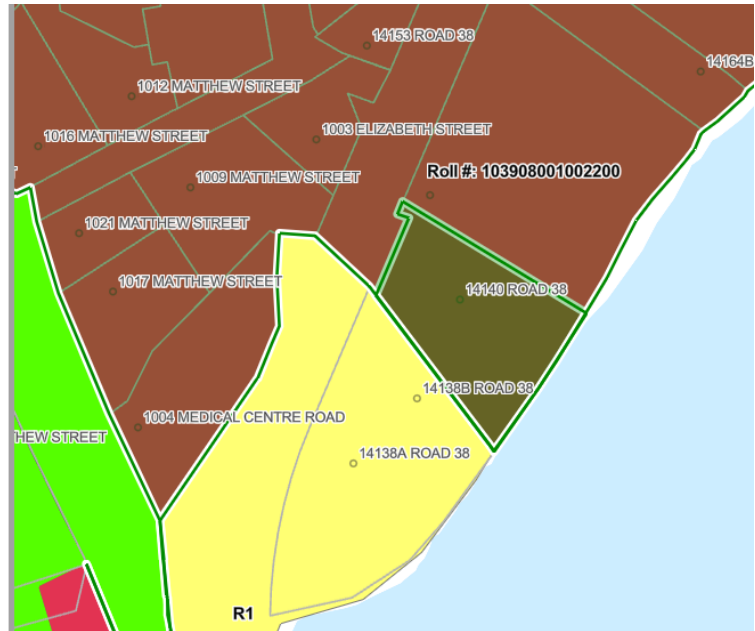 14153 ROAD 38
14164B
1012 MATTHEW STREET
1016 MATTHEW STREET
1003 ELIZABETH STREET
T
Roll #: 103908001002200
1009 MATTHEW STREET
1021 MATTHEW STREET
1017 MATTHEW STREET
14140 ROAD 38
14138B ROAD 38
1004 MEDICAL CENTRE ROAD
HEW STREET
14138A ROAD 38
R1